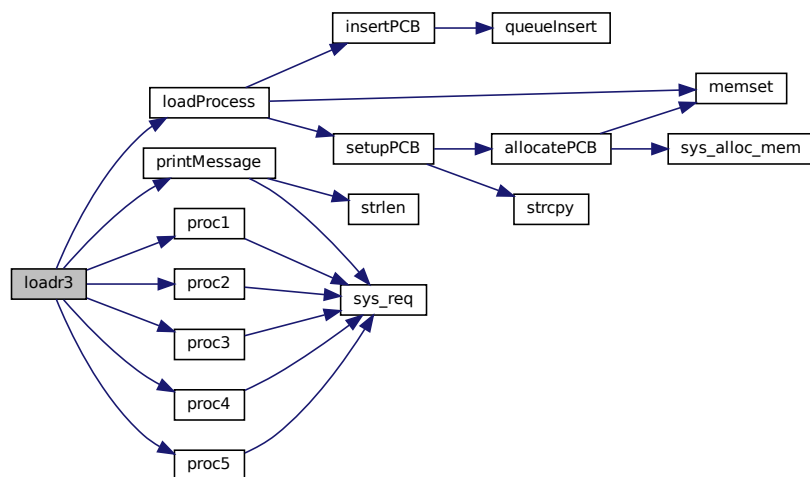 insertPCB
queueInsert
loadProcess
memset
setupPCB
allocatePCB
sys_alloc_mem
printMessage
strlen
strcpy
proc1
loadr3
proc2
sys_req
proc3
proc4
proc5